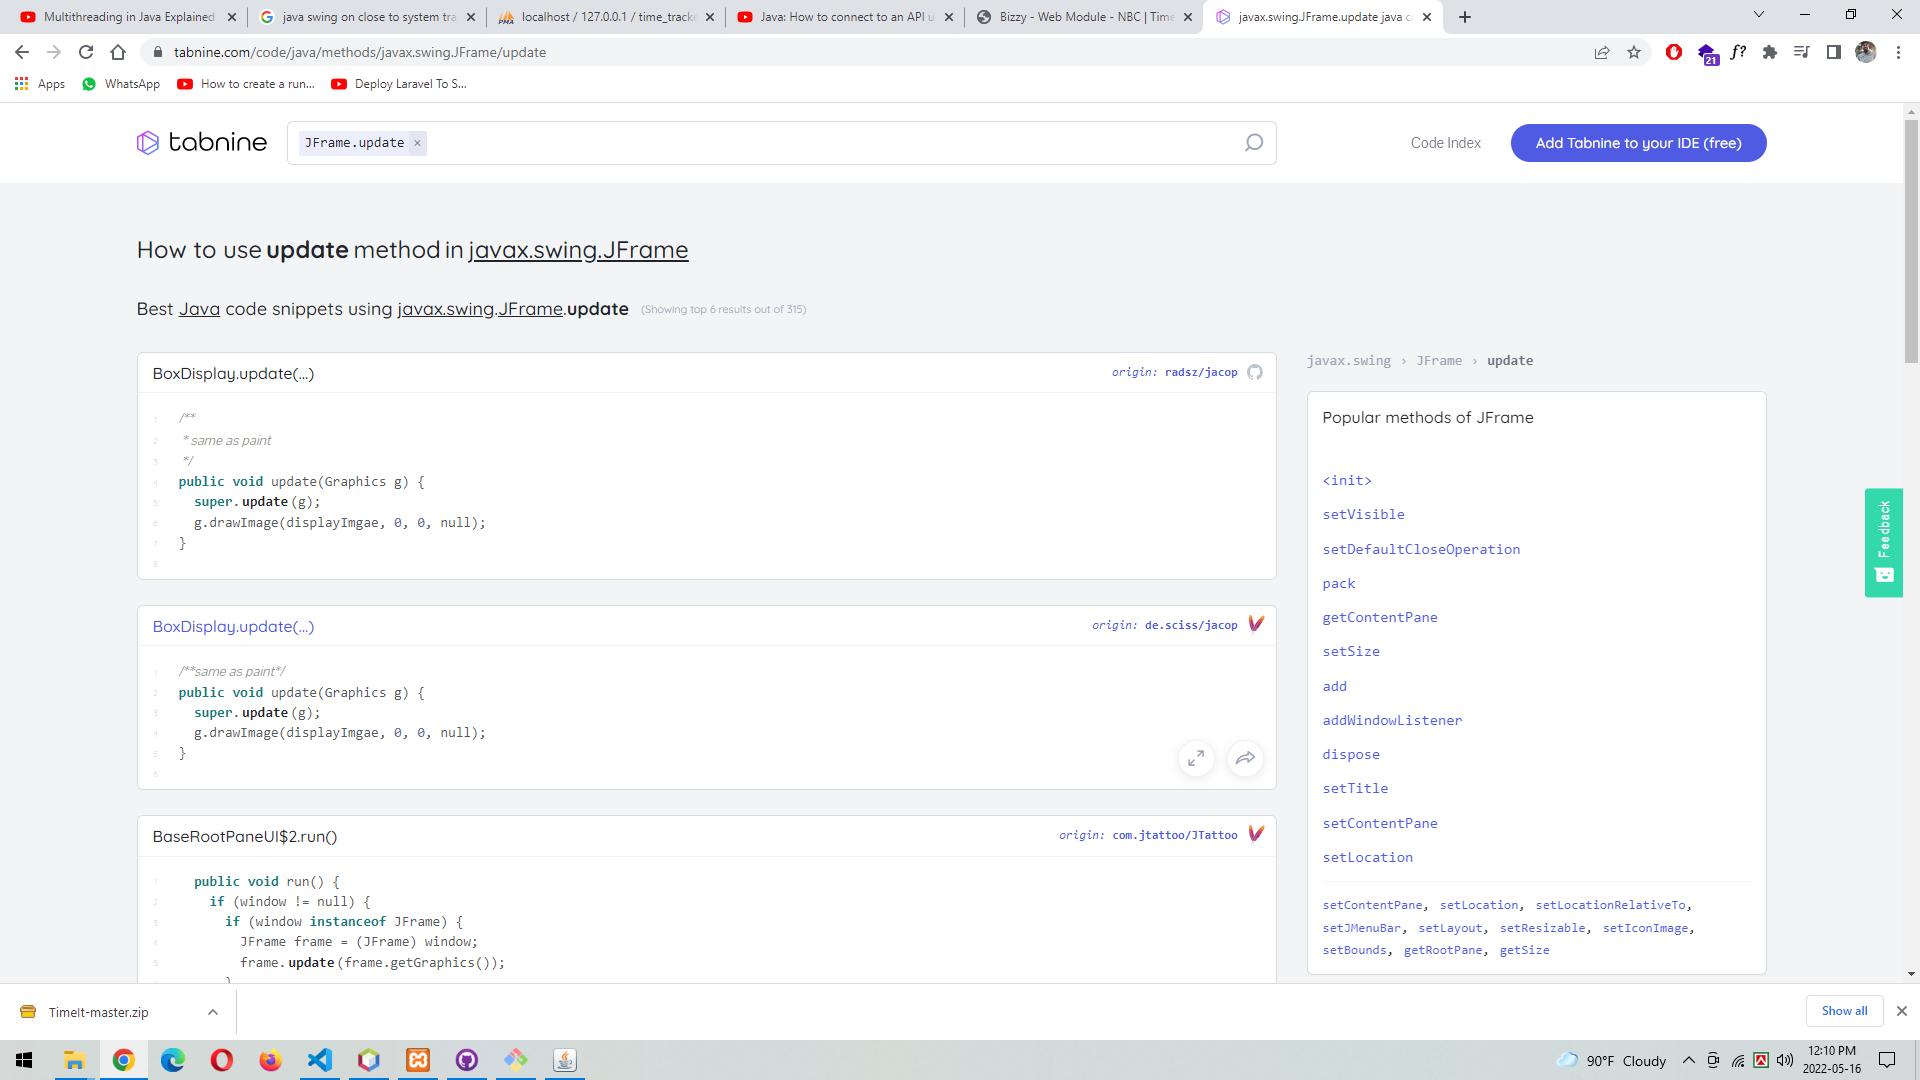 Multithreading in Java Explained
java swing on close to system tra
localhost / 127.0.0.1 / time_track
Java: How to connect to an API u
Bizzy - Web Module - NBC | Time
javax.swing.JFrame.update java c
tabnine.com/code/java/methods/javax.swing.JFrame/update
21
f?
Apps
WhatsApp
How to create a run...
Deploy Laravel To S...
tabnine
JFrame.update ×
Code Index
Add Tabnine to your IDE (free)
How to use update method in javax.swing.JFrame
Best Java code snippets using javax.swing.JFrame.update (Showing top 6 results out of 315)
BoxDisplay.update(...)
origin: radsz/jacop
1 /**
2 * same as paint
3 */
4 public void update(Graphics g) {
5 super.update(g);
6 g.drawImage(displayImgae, 0, 0, null);
7 }
8
BoxDisplay.update(...)
origin: de.sciss/jacop
1 /**same as paint*/
2 public void update(Graphics g) {
3 super.update(g);
4 g.drawImage(displayImgae, 0, 0, null);
5 }
6
BaseRootPaneUI$2.run()
origin: com.jtattoo/JTattoo
1 public void run() {
2 if (window != null) {
3 if (window instanceof JFrame) {
4 JFrame frame = (JFrame) window;
5 frame.update(frame.getGraphics());
}
javax.swing › JFrame › update
Popular methods of JFrame
<init>
setVisible
setDefaultCloseOperation
pack
getContentPane
setSize
add
addWindowListener
dispose
setTitle
setContentPane
setLocation
setContentPane, setLocation, setLocationRelativeTo,
setJMenuBar, setLayout, setResizable, setIconImage,
setBounds, getRootPane, getSize
Feedback
TimeIt-master.zip
Show all
90°F Cloudy
12:10 PM
2022-05-16